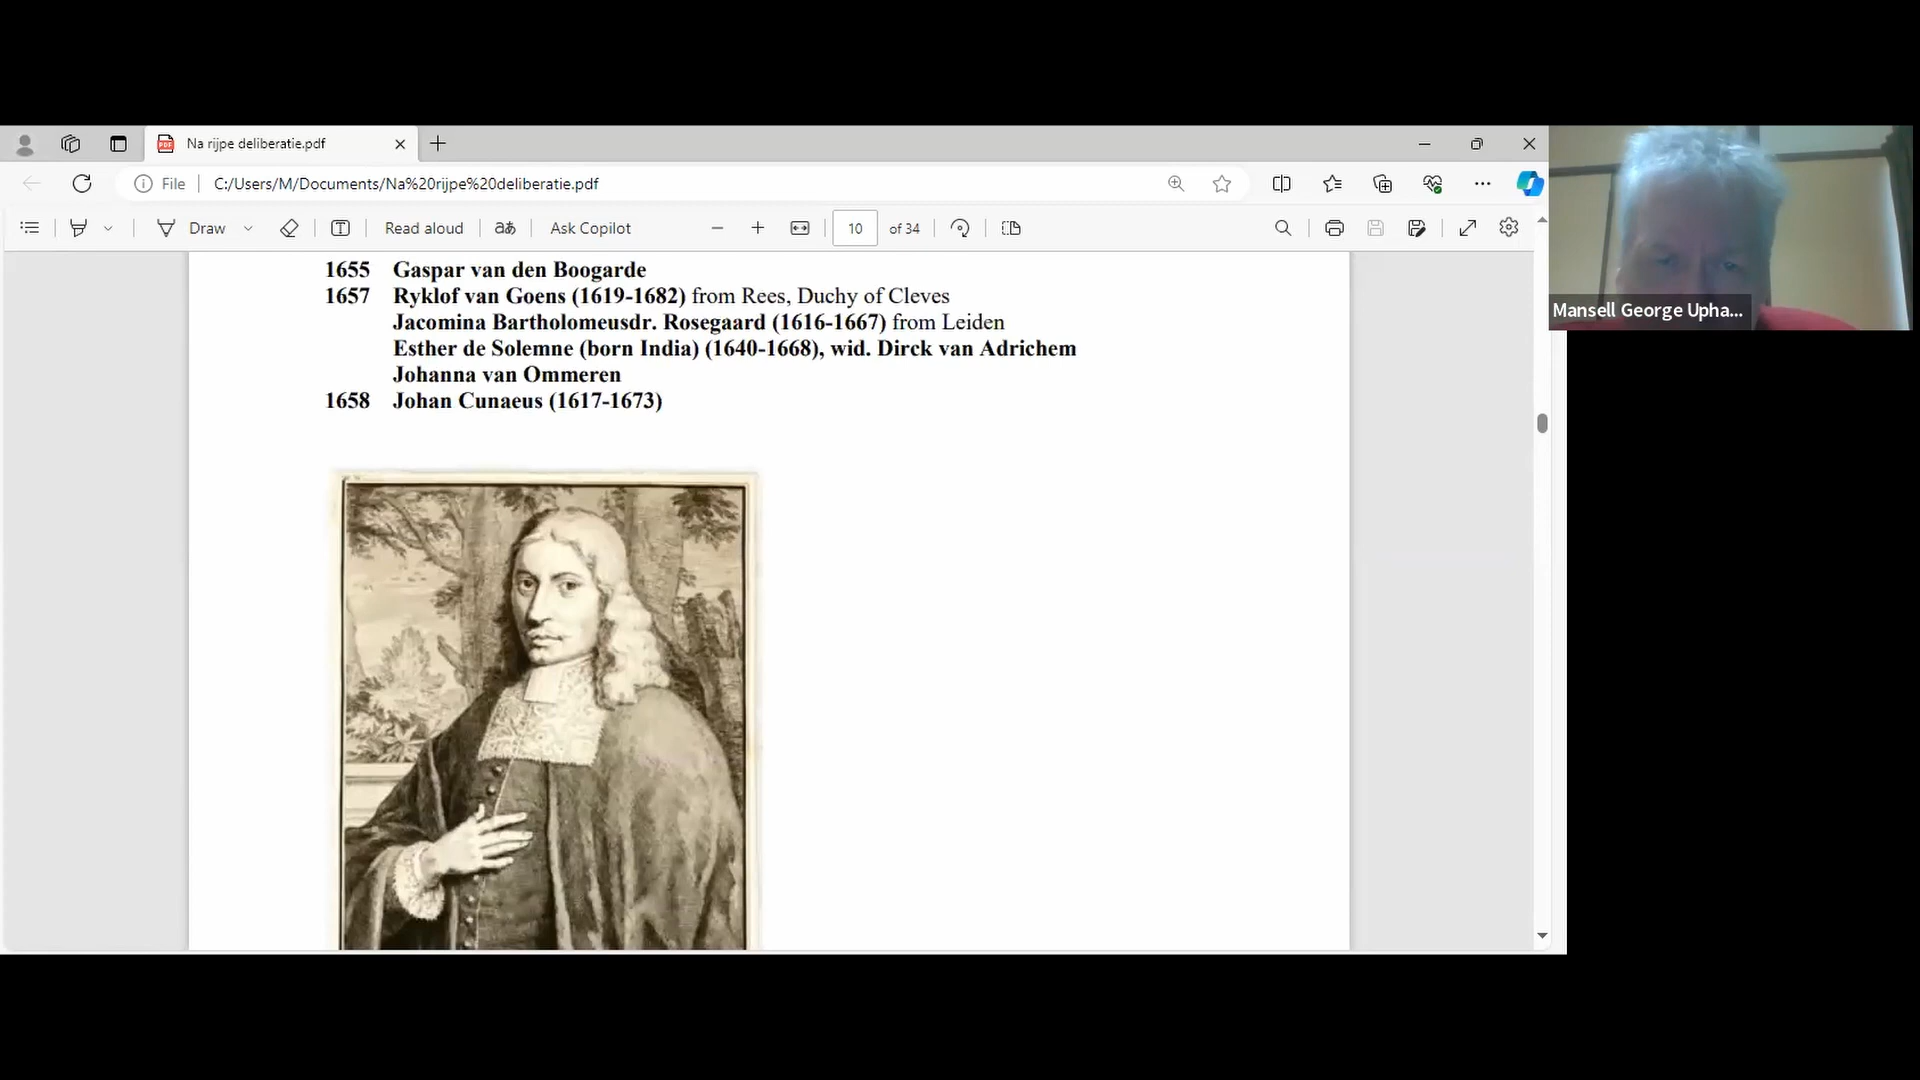 Na rijpe deliberatie.pdf
File
C:/Users/M/Documents/Na%20rijpe%20deliberatie.pdf
Draw
Read aloud
aあ
Ask Copilot
10
of 34
1655 Gaspar van den Boogarde
1657 Ryklof van Goens (1619-1682) from Rees, Duchy of Cleves
Jacomina Bartholomeusdr. Rosegaard (1616-1667) from Leiden
Esther de Solemne (born India) (1640-1668), wid. Dirck van Adrichem
Johanna van Ommeren
1658 Johan Cunaeus (1617-1673)
Mansell George Upha...